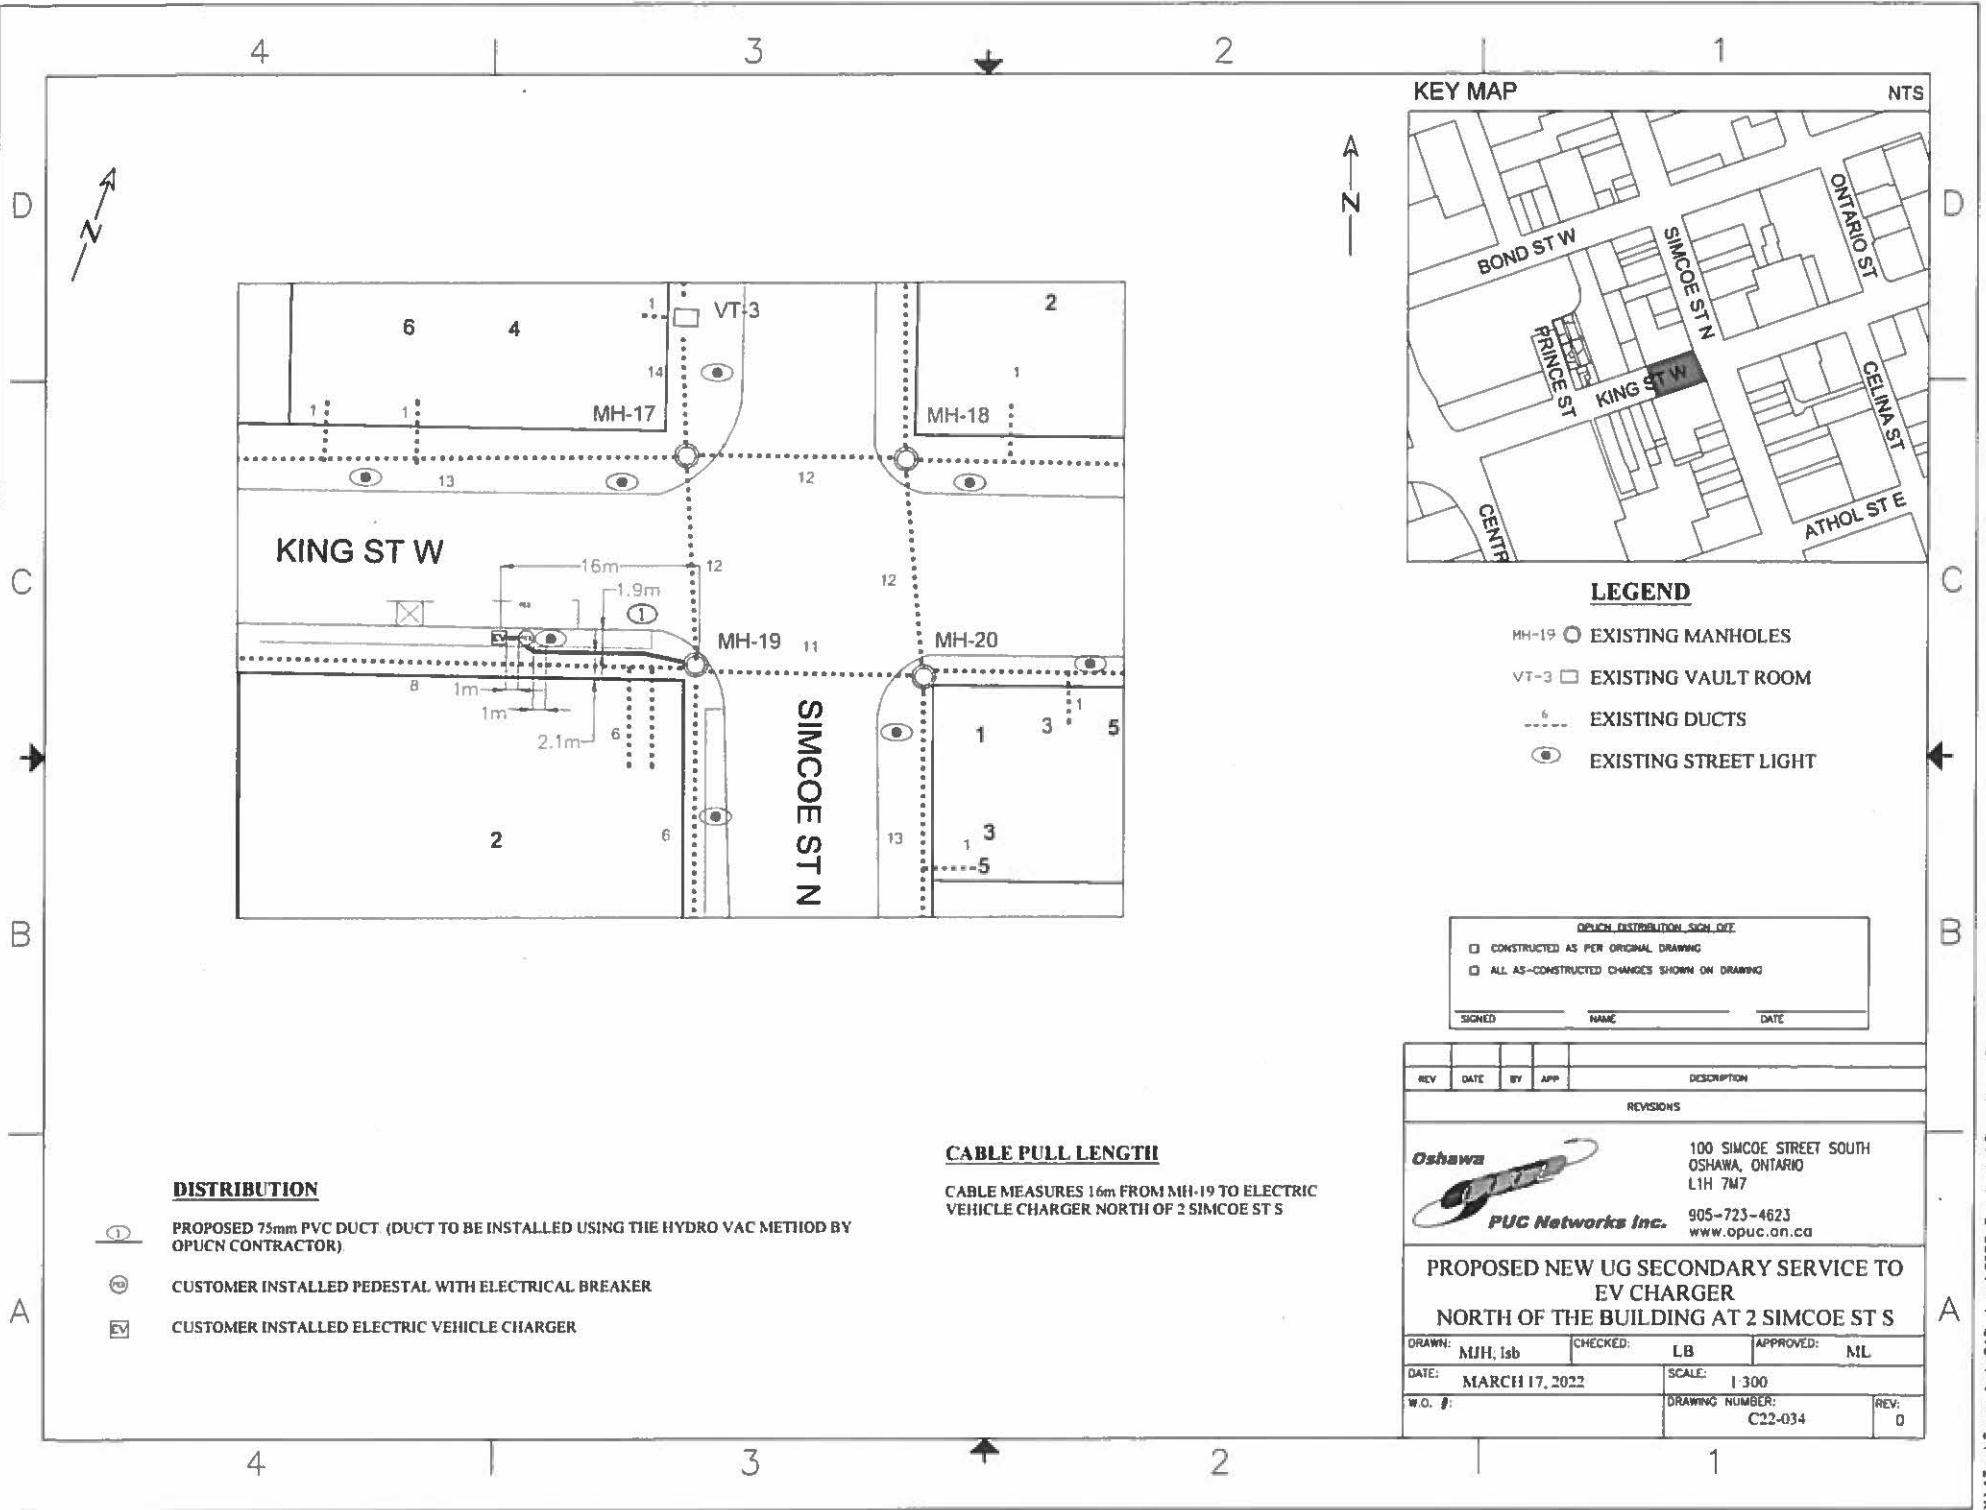 4 3 2 1
KEY MAP NTS
D D
N
N
BOND ST W
SIMCOE ST N
ONTARIO ST
PRINCE ST
KING ST W
CELINA ST
CENTR
ATHOL ST E
6 4
1
VT-3
2
14
1
1 1
MH-17
MH-18
13
12
KING ST W
16m
12
12
1.9m
1
C C
EV
MH-19
11
MH-20
8
1m
1m
2.1m
6
1
1 3 5
2
6
SIMCOE ST N
13
3
1
5
LEGEND
MH-19 EXISTING MANHOLES
VT-3 EXISTING VAULT ROOM
6 EXISTING DUCTS
EXISTING STREET LIGHT
B B
OPUCN DISTRIBUTION SIGN OFF
CONSTRUCTED AS PER ORIGINAL DRAWING
ALL AS-CONSTRUCTED CHANGES SHOWN ON DRAWING
SIGNED NAME DATE
REV DATE BY APP DESCRIPTION
REVISIONS
Oshawa
PUC Networks Inc.
100 SIMCOE STREET SOUTH
OSHAWA, ONTARIO
L1H 7M7
905-723-4623
www.opuc.on.ca
DISTRIBUTION
1 PROPOSED 75mm PVC DUCT. (DUCT TO BE INSTALLED USING THE HYDRO VAC METHOD BY
OPUCN CONTRACTOR)
CUSTOMER INSTALLED PEDESTAL WITH ELECTRICAL BREAKER
EV CUSTOMER INSTALLED ELECTRIC VEHICLE CHARGER
CABLE PULL LENGTH
CABLE MEASURES 16m FROM MH-19 TO ELECTRIC
VEHICLE CHARGER NORTH OF 2 SIMCOE ST S
A A
PROPOSED NEW UG SECONDARY SERVICE TO
EV CHARGER
NORTH OF THE BUILDING AT 2 SIMCOE ST S
DRAWN: MJH, lsb CHECKED: LB APPROVED: ML
DATE: MARCH 17, 2022 SCALE: 1:300
W.O. #: DRAWING NUMBER: C22-034 REV: 0
4 3 2 1